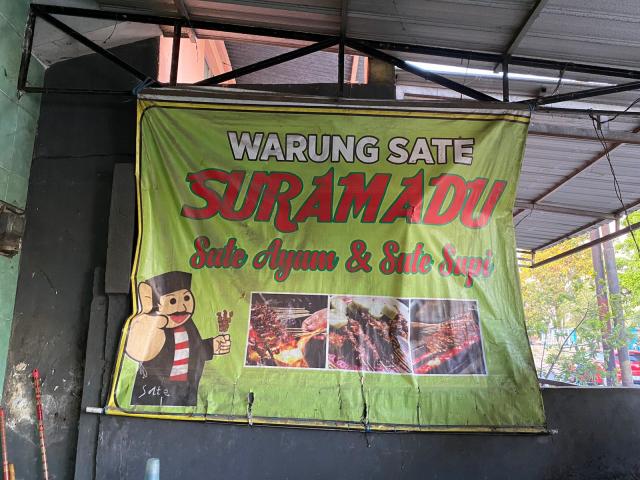 WARUNG SATE
SURAMADU
Sate Ayam & Sate Sapi
Sate